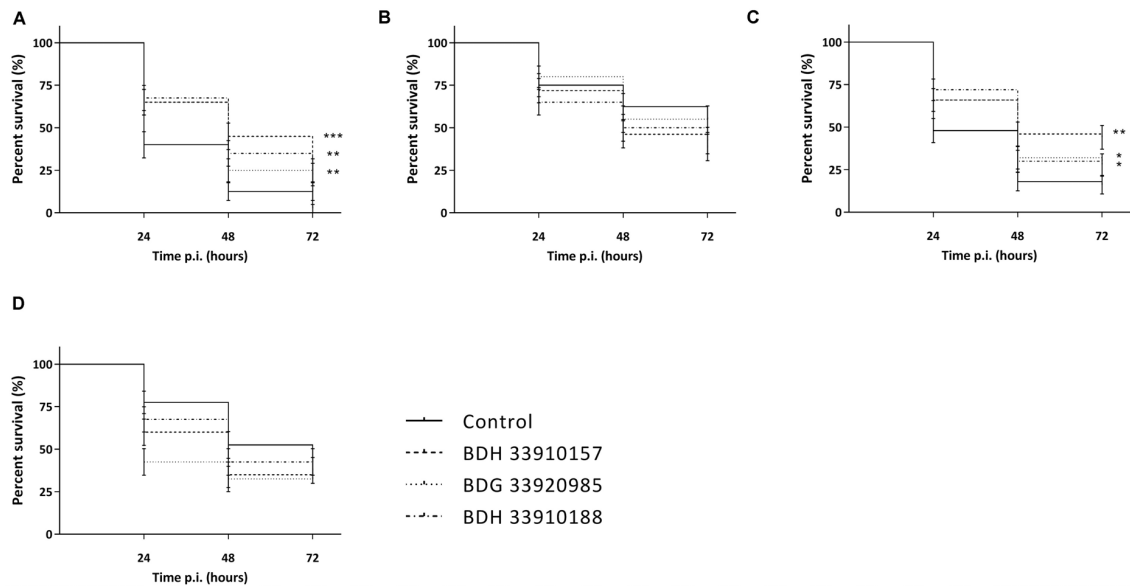 A
Percent survival (%)
100
75
50
25
0
***
**
**
24 48 72
Time p.i. (hours)
B
Percent survival (%)
100
75
50
25
0
24 48 72
Time p.i. (hours)
C
Percent survival (%)
100
75
50
25
0
**
*
*
24 48 72
Time p.i. (hours)
D
Percent survival (%)
100
75
50
25
0
24 48 72
Time p.i. (hours)
Control
BDH 33910157
BDG 33920985
BDH 33910188